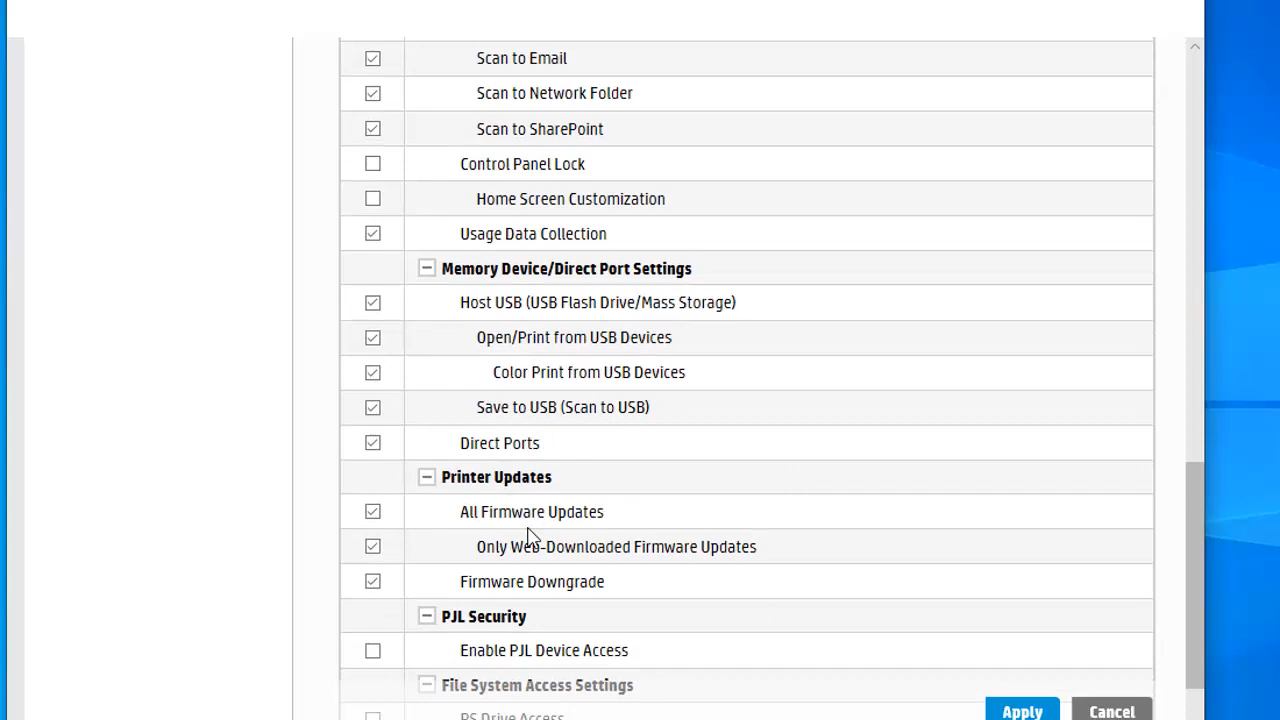 Scan to Email
Scan to Network Folder
Scan to SharePoint
Control Panel Lock
Home Screen Customization
Usage Data Collection
Memory Device/Direct Port Settings
Host USB (USB Flash Drive/Mass Storage)
Open/Print from USB Devices
Color Print from USB Devices
Save to USB (Scan to USB)
Direct Ports
Printer Updates
All Firmware Updates
Only Web-Downloaded Firmware Updates
Firmware Downgrade
PJL Security
Enable PJL Device Access
File System Access Settings
PS Drive Access
Apply Cancel